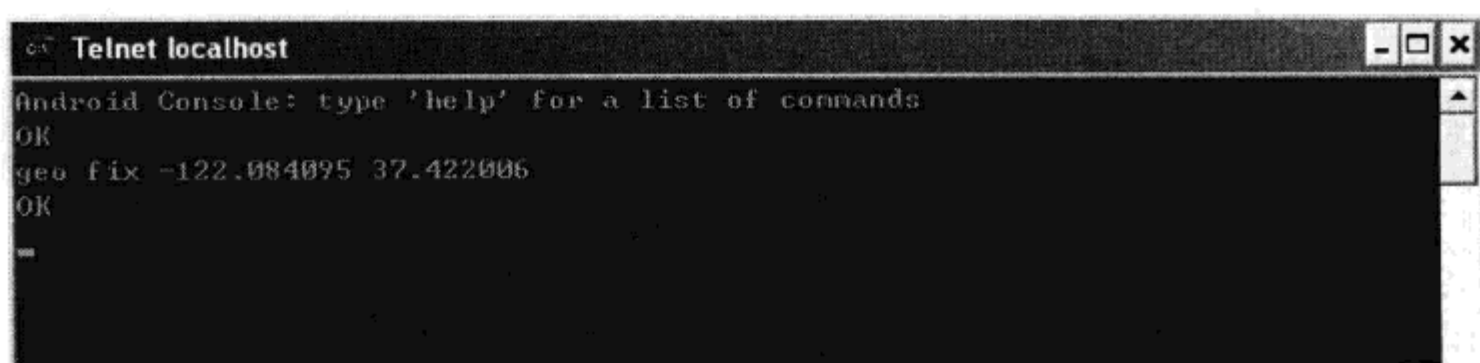 Telnet localhost
Android Console: type 'help' for a list of commands
OK
geo fix -122.084095 37.422006
OK